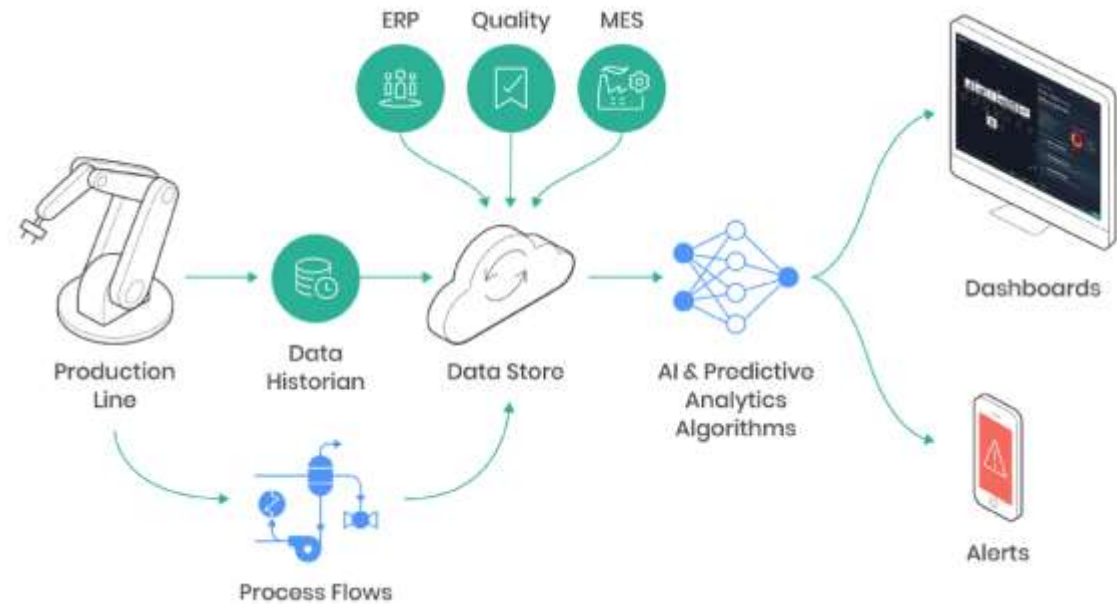 ERP
Quality
MES
Production
Line
Data
Historian
Data Store
AI & Predictive
Analytics
Algorithms
Dashboards
Alerts
Process Flows